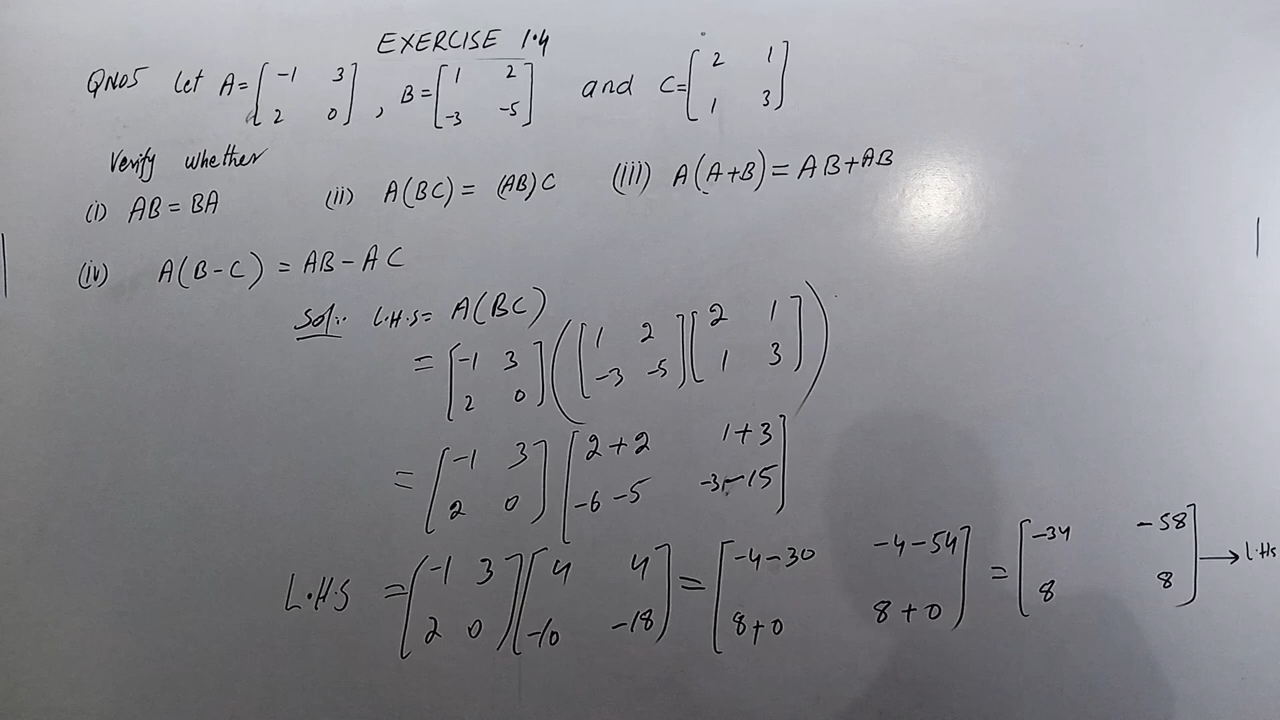 EXERCISE 1.4
QNO5 Let A = [ -1 3 2 0 ] , B = [ 1 2 -3 -5 ] and C = [ 2 1 1 3 ]
Verify whether
(i) AB = BA (ii) A(BC) = (AB)C (iii) A(A+B) = AB+AB
(iv) A(B-C) = AB-AC
Sol:. L.H.S = A(BC)
= [ -1 3 2 0 ] ( [ 1 2 -3 -5 ] [ 2 1 1 3 ] )
= [ -1 3 2 0 ] [ 2+2 1+3 -6-5 -3-15 ]
L.H.S = [ -1 3 2 0 ] [ 4 4 -10 -18 ] = [ -4-30 -4-54 8+0 8+0 ] = [ -34 -58 8 8 ] → L.Hs